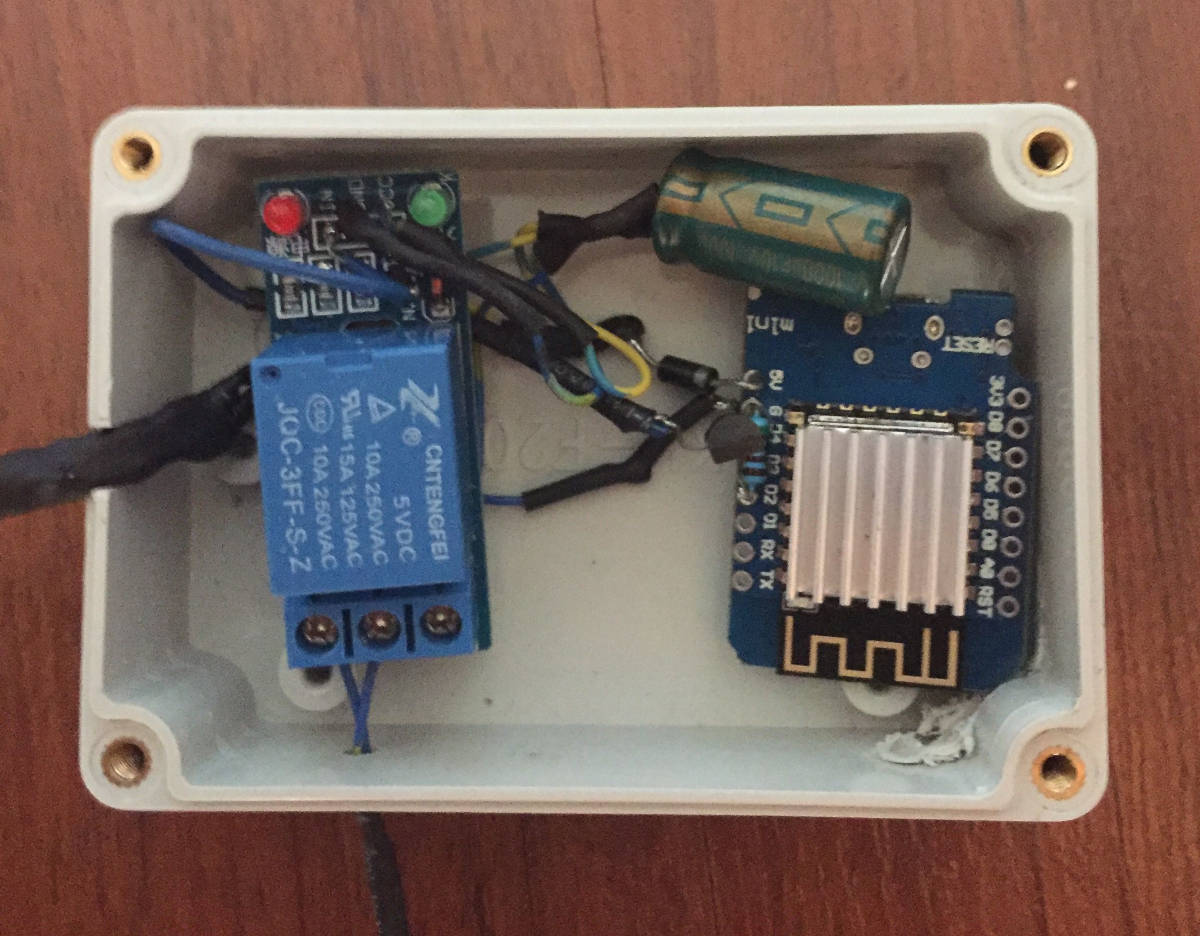 CNTENGFEI
5VDC
10A 250VAC
15A 125VAC
10A 250VAC
JQC-3FF-S-Z
VCC
mini
RESET
5V
G
D4
D3
D2
D1
RX
TX
3V3
D8
D7
D6
D5
D0
A0
RST